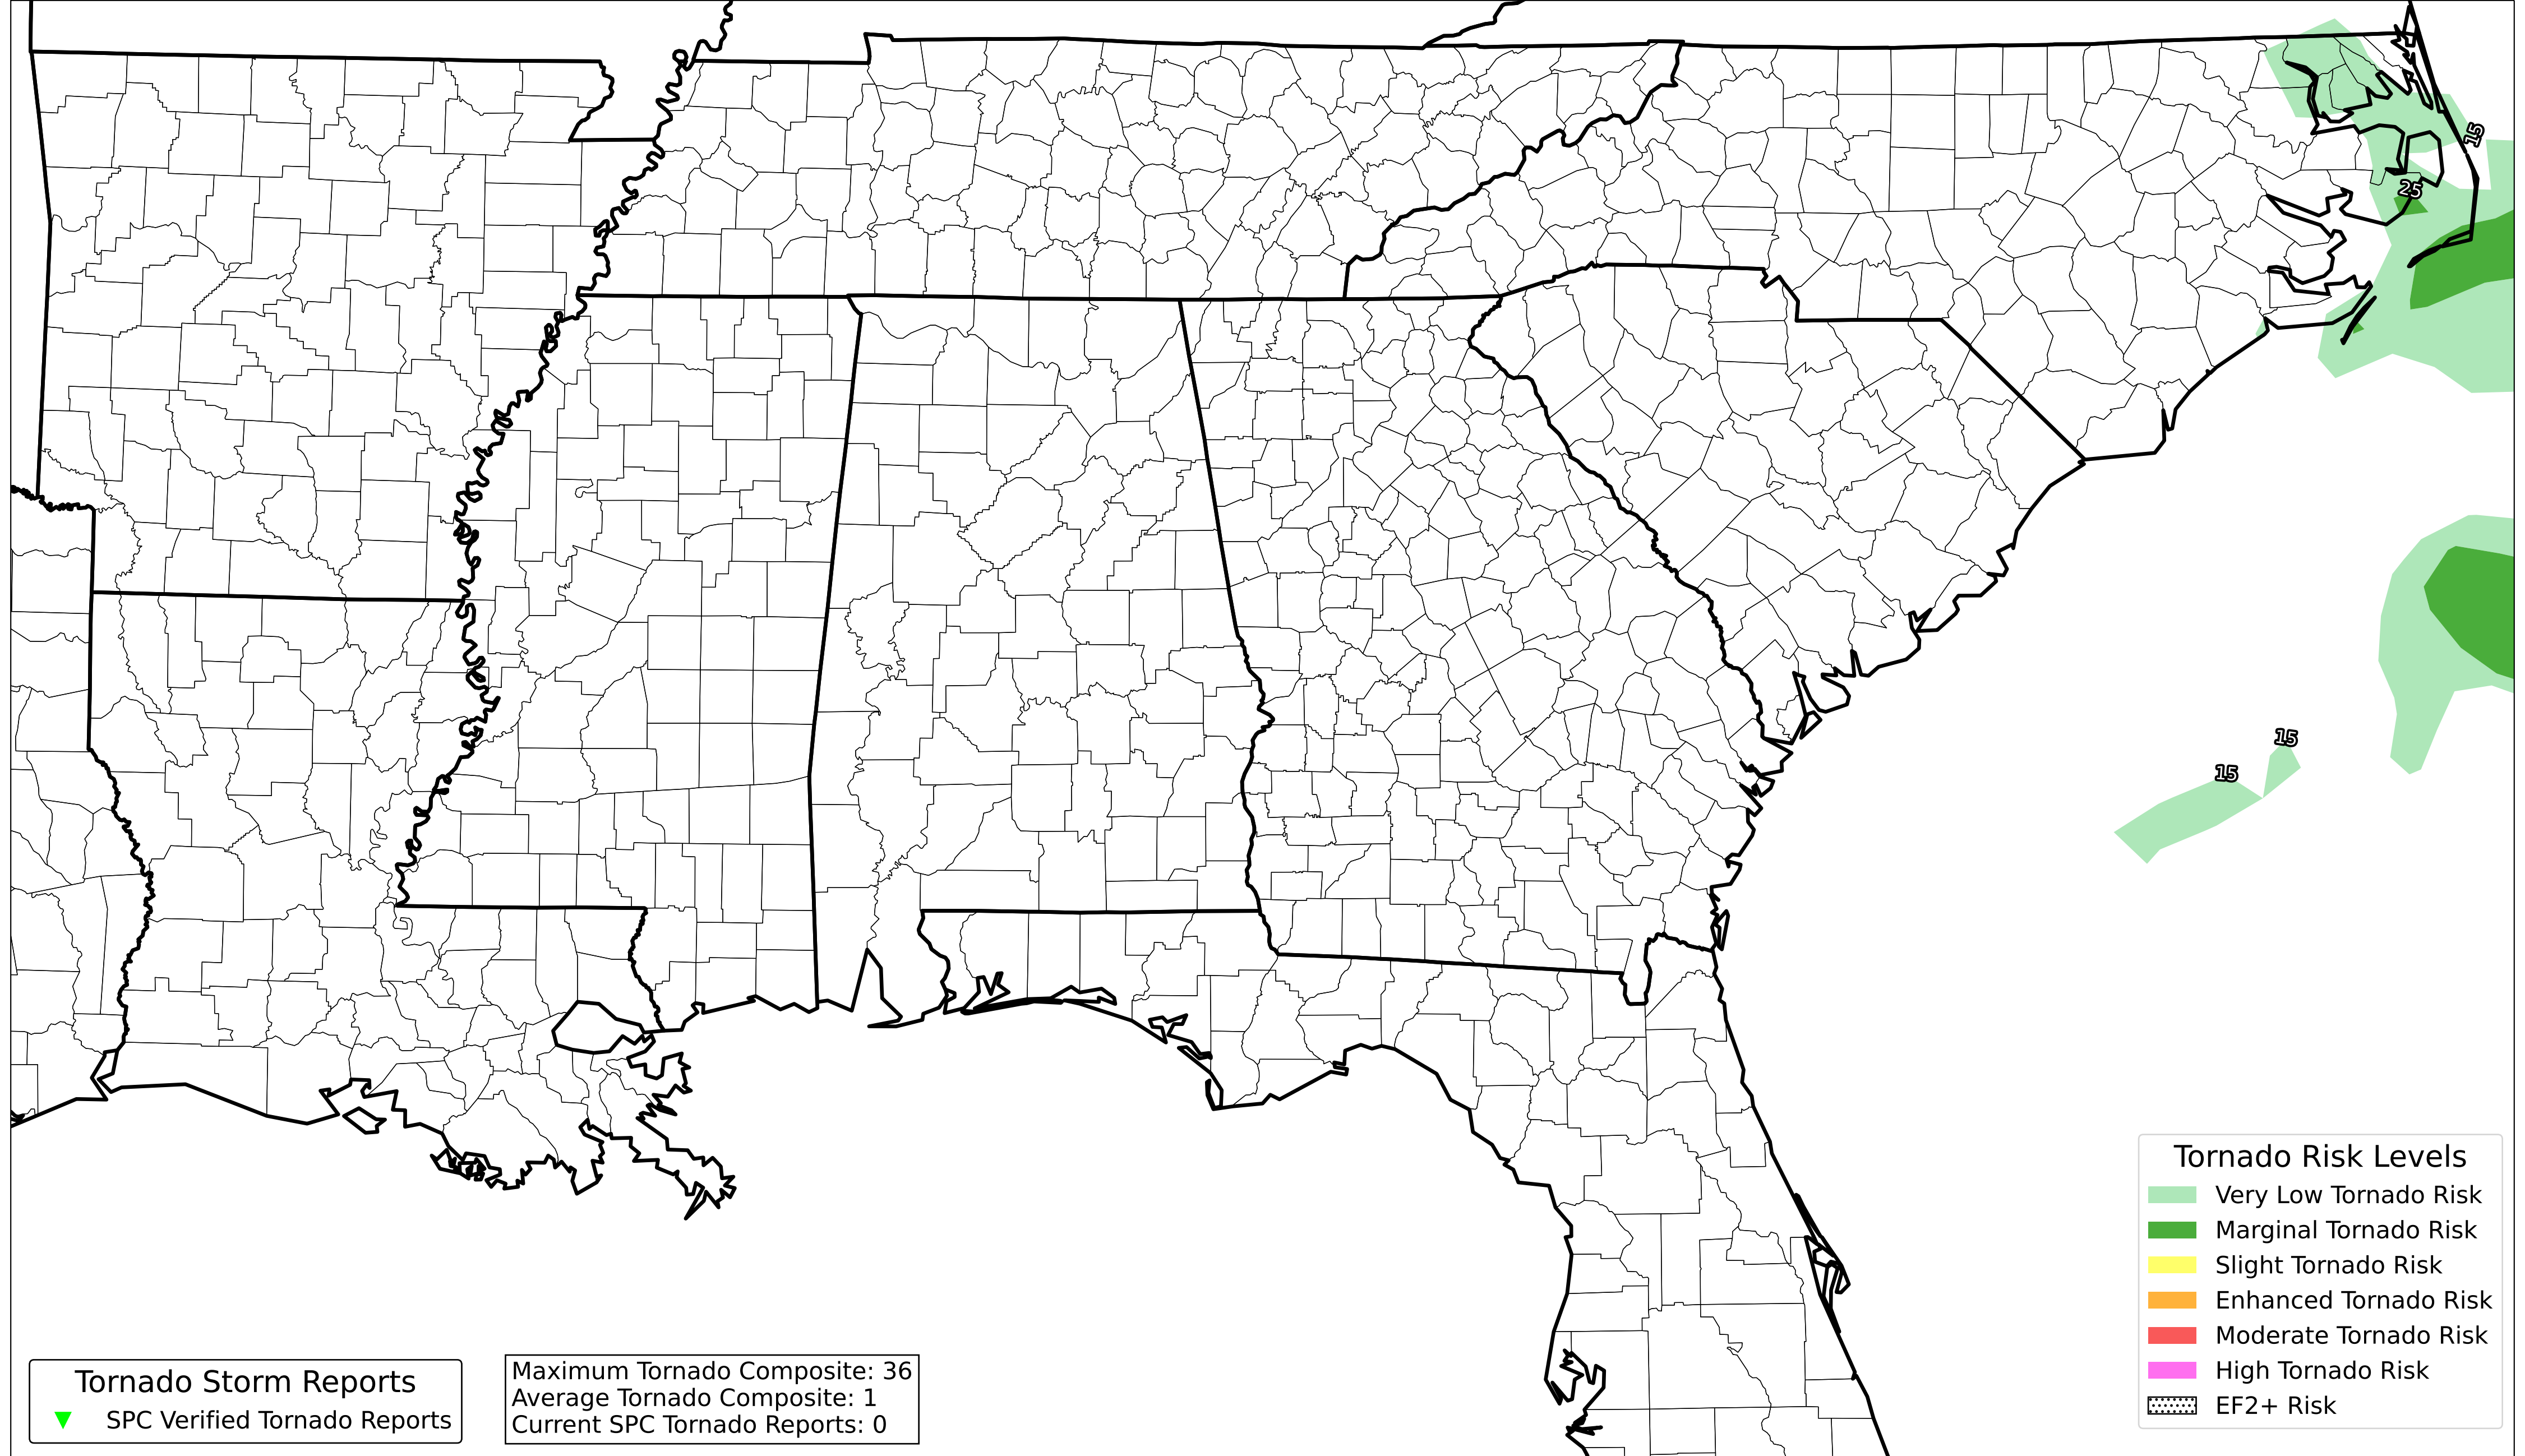 15
25
15
15
Tornado Risk Levels
Very Low Tornado Risk
Marginal Tornado Risk
Slight Tornado Risk
Enhanced Tornado Risk
Moderate Tornado Risk
High Tornado Risk
EF2+ Risk
Tornado Storm Reports
SPC Verified Tornado Reports
Maximum Tornado Composite: 36
Average Tornado Composite: 1
Current SPC Tornado Reports: 0